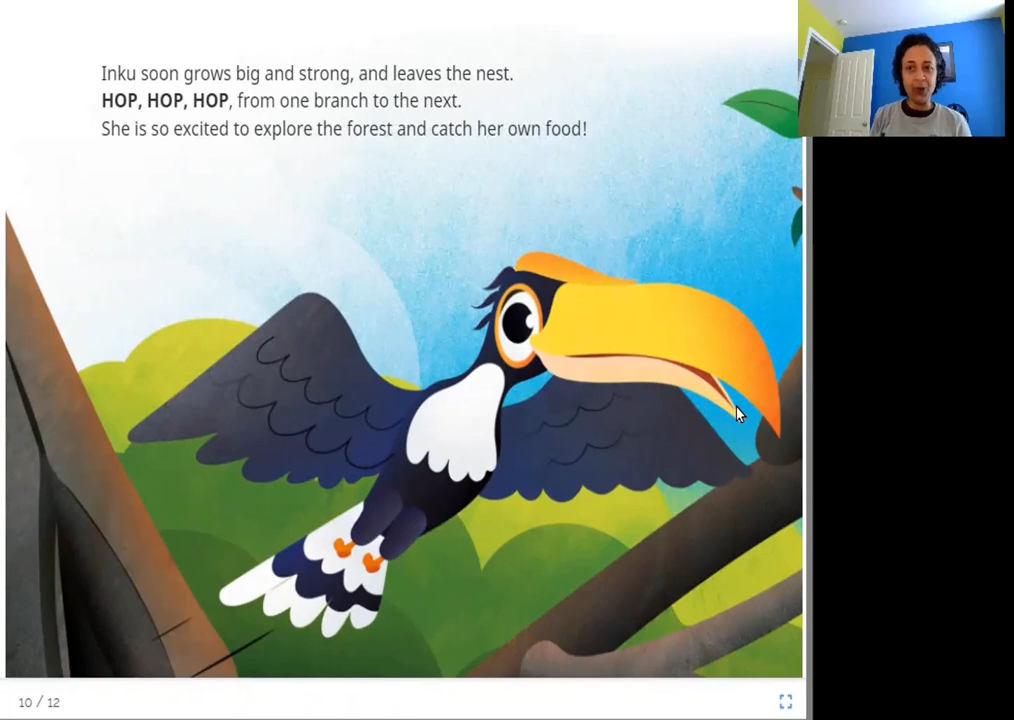 Inku soon grows big and strong, and leaves the nest.
HOP, HOP, HOP, from one branch to the next.
She is so excited to explore the forest and catch her own food!
10 / 12